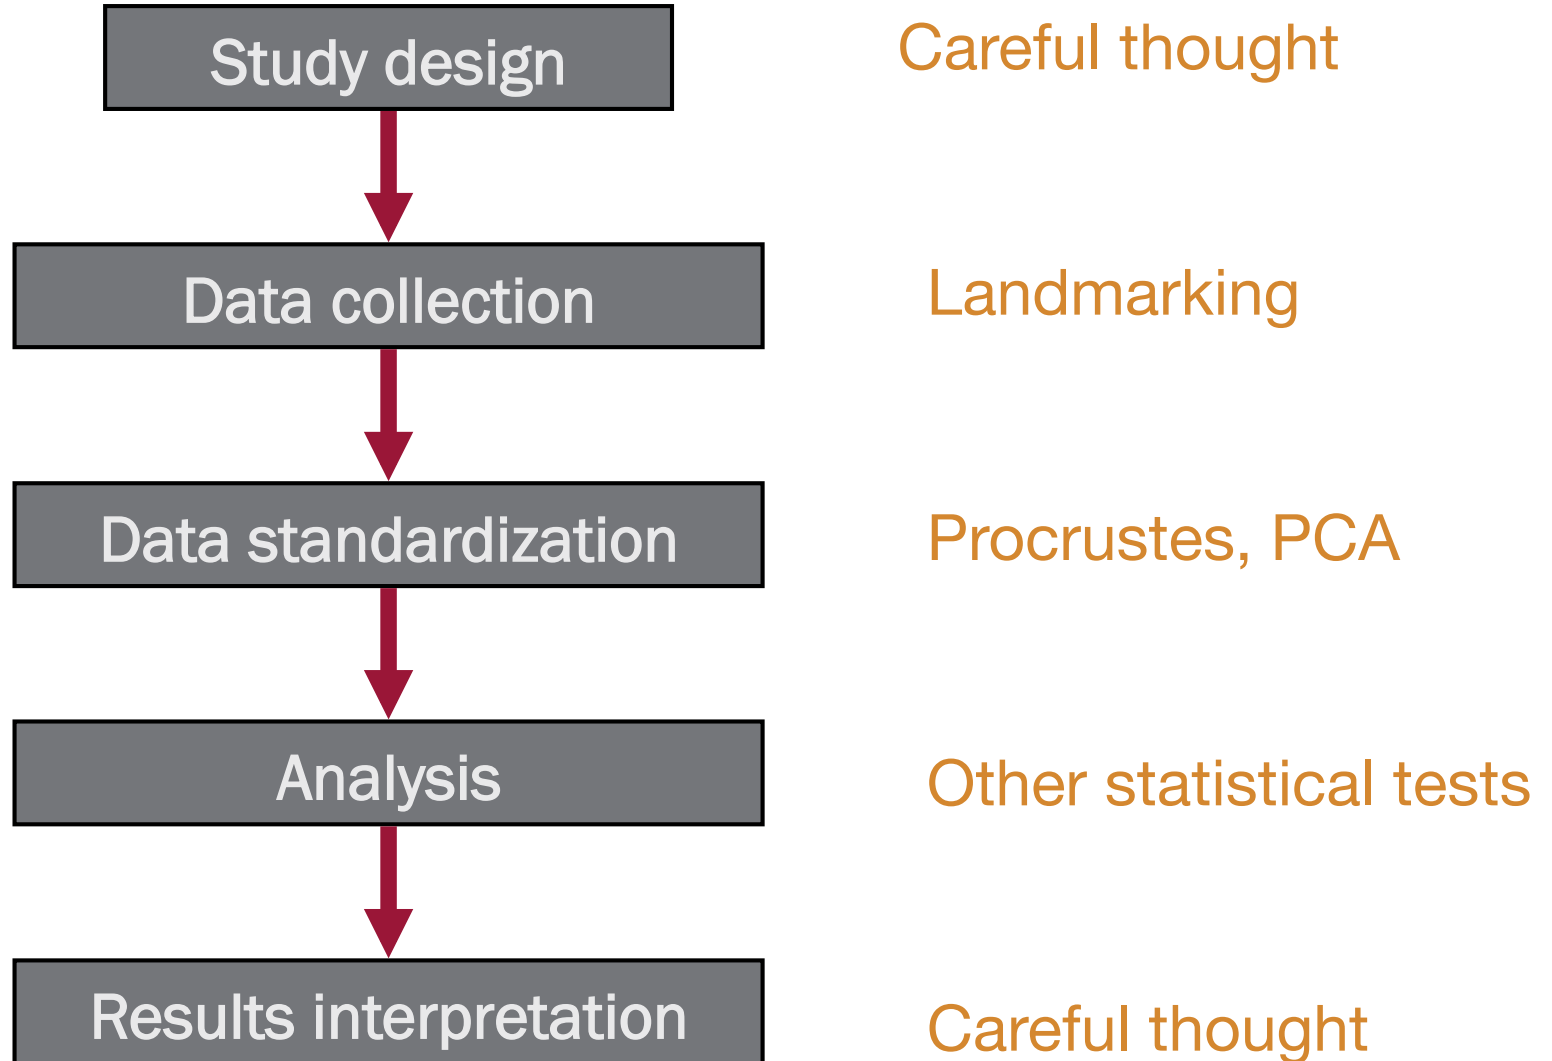 Study design
Careful thought
Data collection
Landmarking
Data standardization
Procrustes, PCA
Analysis
Other statistical tests
Results interpretation
Careful thought